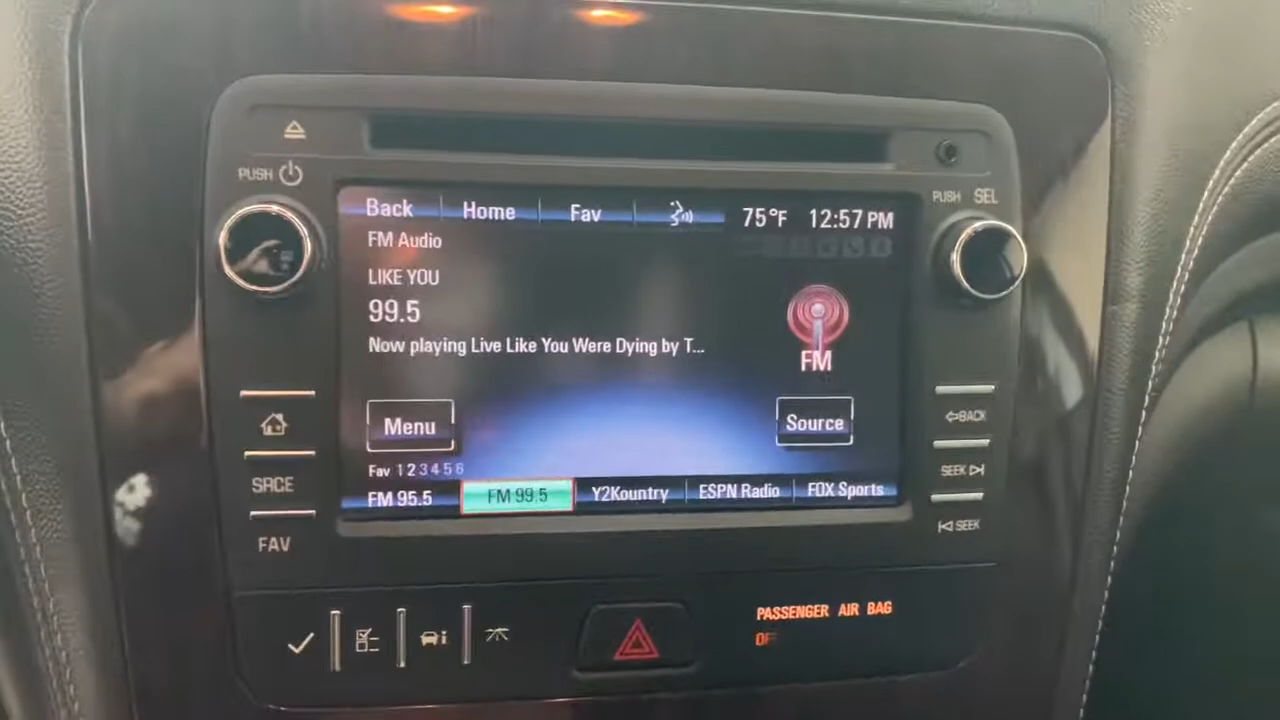 PUSH
PUSH SEL
Back Home Fav 75°F 12:57 PM
FM Audio
LIKE YOU
99.5
Now playing Live Like You Were Dying by T...
FM
Menu
Source
BACK
Fav 1 2 3 4 5 6
SEEK
SRCE
FM 95.5 FM 99.5 Y2Kountry ESPN Radio FOX Sports
SEEK
FAV
PASSENGER AIR BAG
OFF